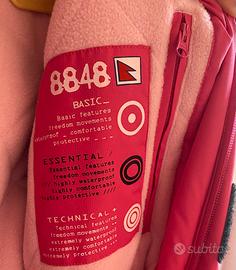 8848
BASIC_
Basic features
freedom movements
waterproof _ comfortable
protective _ _ _
ESSENTIAL /
Essential features
freedom movements
highly waterproof
highly comfortable
highly protective ////
TECHNICAL +
Technical features
freedom movements
extremely waterproof
extremely comfortable
extremely protective
subito